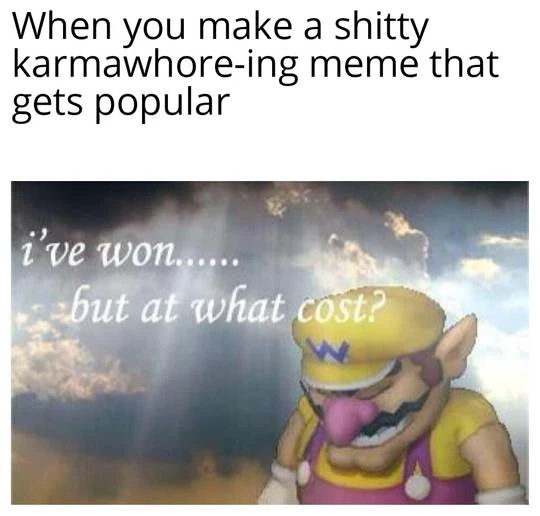 When you make a shitty
karmawhore-ing meme that
gets popular
i've won......
but at what cost?
W